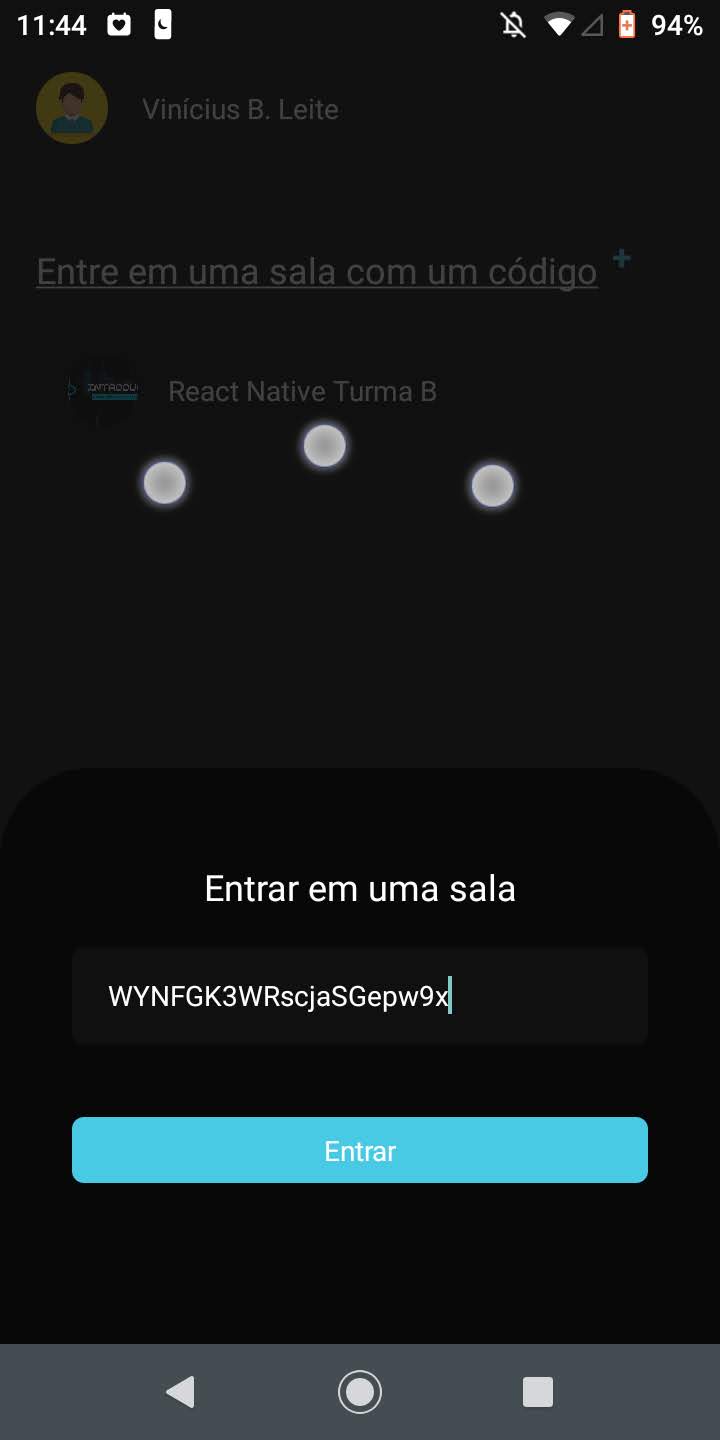 11:44
94%
Vinícius B. Leite
Entre em uma sala com um código +
React Native Turma B
Entrar em uma sala
WYNFGK3WRscjaSGepw9x
Entrar